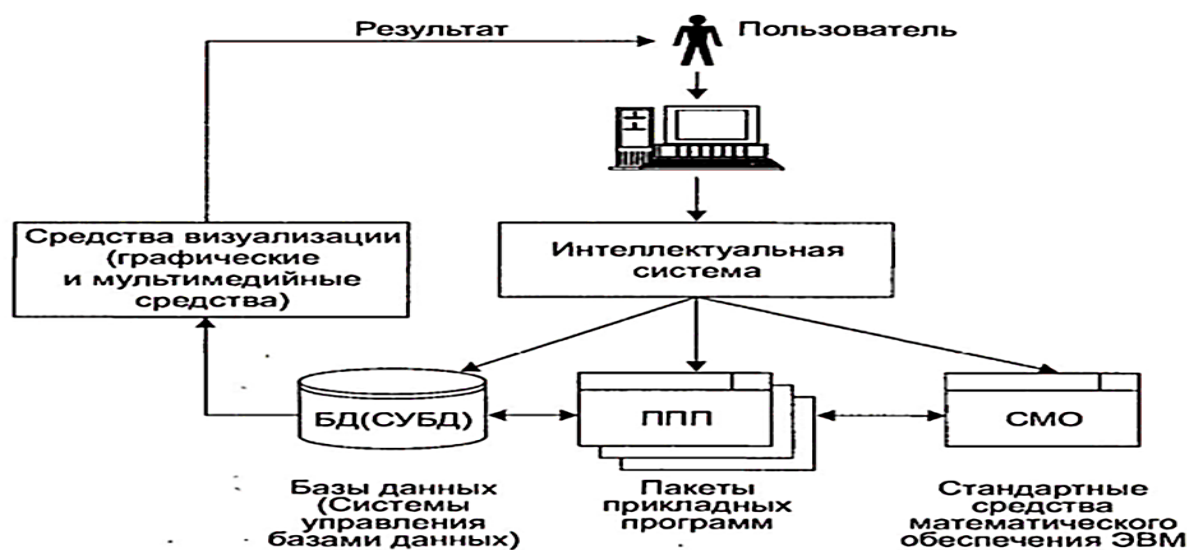 Результат
Пользователь
Средства визуализации
(графические
и мультимедийные
средства)
Интеллектуальная
система
БД(СУБД)
ППП
СМО
Базы данных
(Системы
управления
базами данных)
Пакеты
прикладных
программ
Стандартные
средства
математического
обеспечения ЭВМ